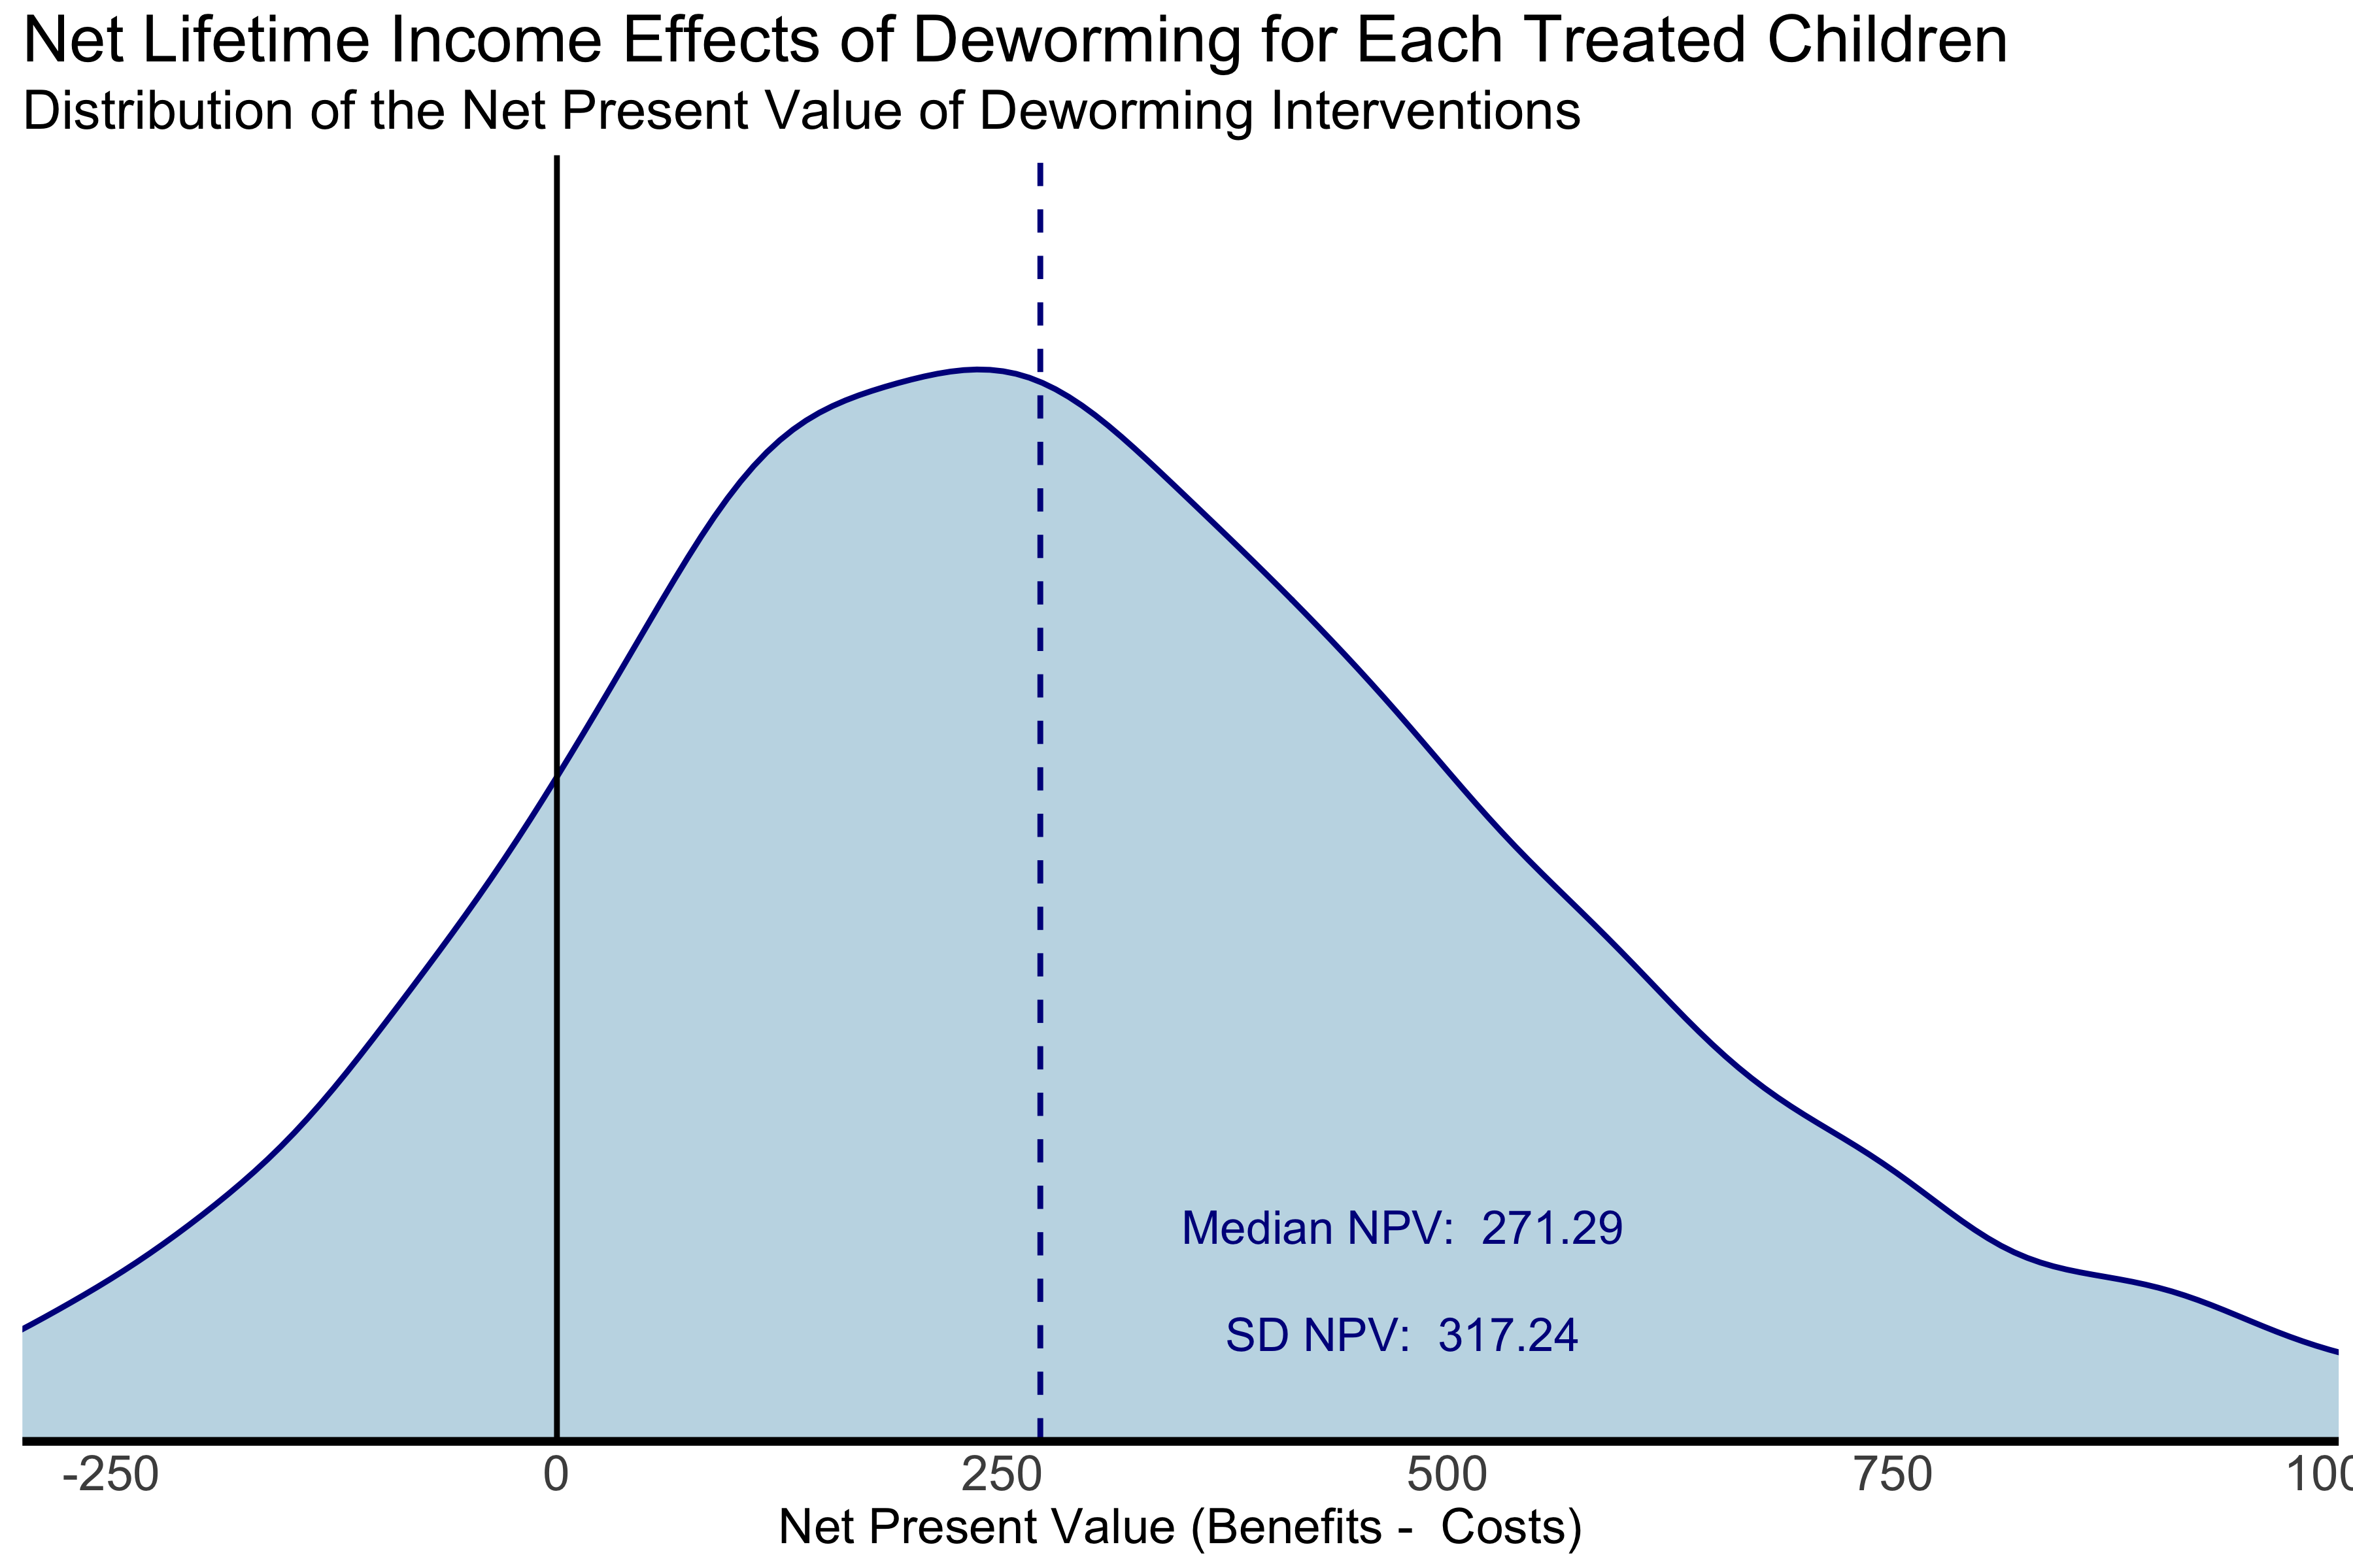 Net Lifetime Income Effects of Deworming for Each Treated Children
Distribution of the Net Present Value of Deworming Interventions
Median NPV:  271.29
SD NPV:  317.24
-250 0 250 500 750 100
Net Present Value (Benefits -  Costs)